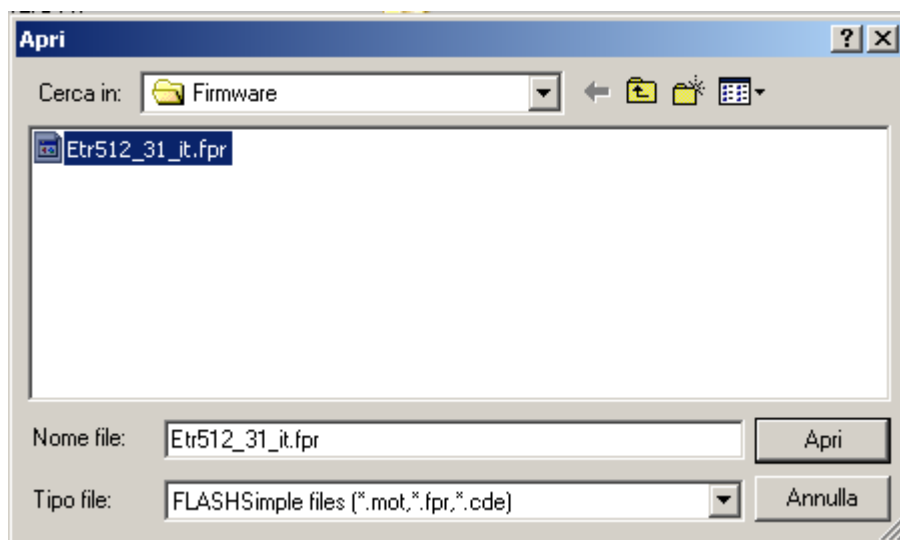 Apri
Cerca in: Firmware
Etr512_31_it.fpr
Nome file: Etr512_31_it.fpr Apri
Tipo file: FLASHSimple files (*.mot,*.fpr,*.cde) Annulla